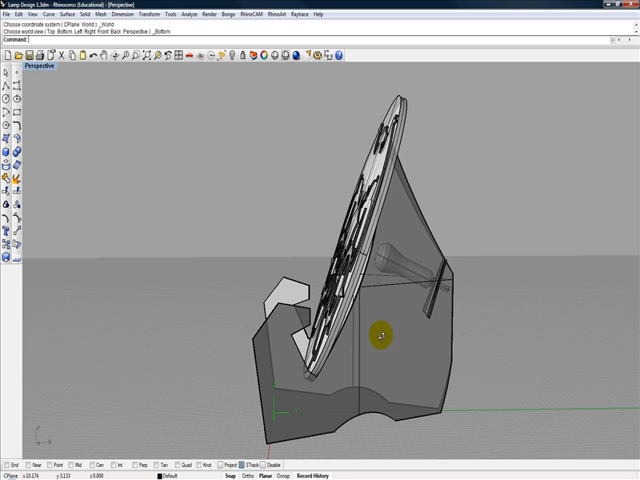 Lamp Design 1.3dm - Rhinoceros (Educational) - [Perspective]
File Edit View Curve Surface Solid Mesh Dimension Transform Tools Analyze Render Bongo RhinoCAM RhinoArt Raytrace Help
Choose coordinate system ( CPlane World ): _World
Choose world view ( Top Bottom Left Right Front Back Perspective ): _Bottom
Command:
Perspective
End Near Point Mid Cen Int Perp Tan Quad Knot Project STrack Disable
CPlane x 10.174 y 3.133 z 0.000 Default Snap Ortho Planar Osnap Record History